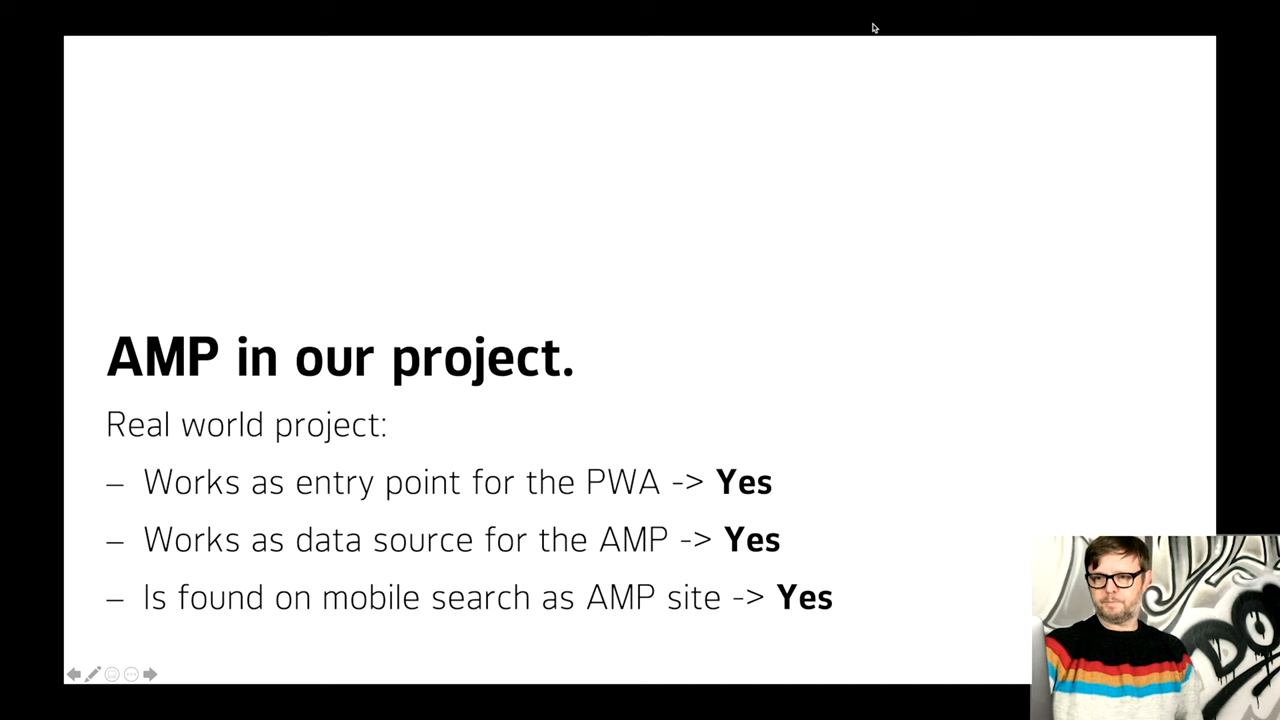 AMP in our project.
Real world project:
– Works as entry point for the PWA -> Yes
– Works as data source for the AMP -> Yes
– Is found on mobile search as AMP site -> Yes